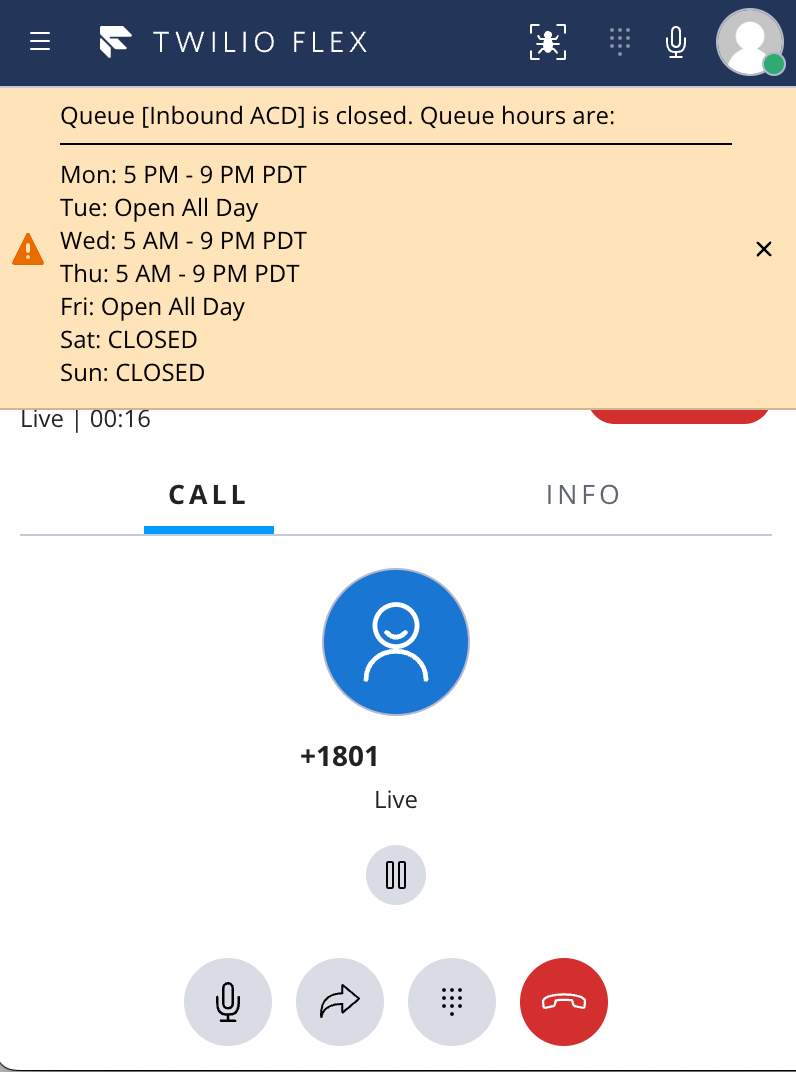 TWILIO FLEX
Queue [Inbound ACD] is closed. Queue hours are:
Mon: 5 PM - 9 PM PDT
Tue: Open All Day
Wed: 5 AM - 9 PM PDT
Thu: 5 AM - 9 PM PDT
Fri: Open All Day
Sat: CLOSED
Sun: CLOSED
Live | 00:16
CALL INFO
+1801
Live